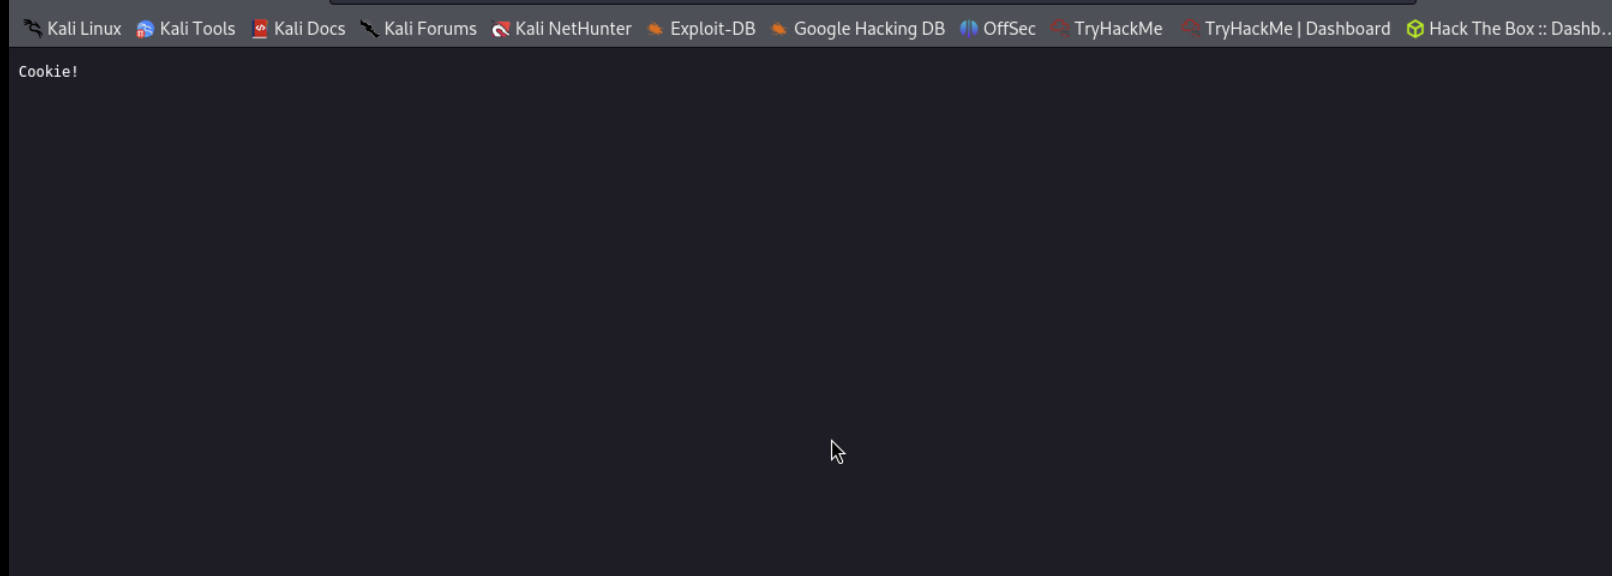 Kali Linux Kali Tools Kali Docs Kali Forums Kali NetHunter Exploit-DB Google Hacking DB OffSec TryHackMe TryHackMe | Dashboard Hack The Box :: Dashb...
Cookie!